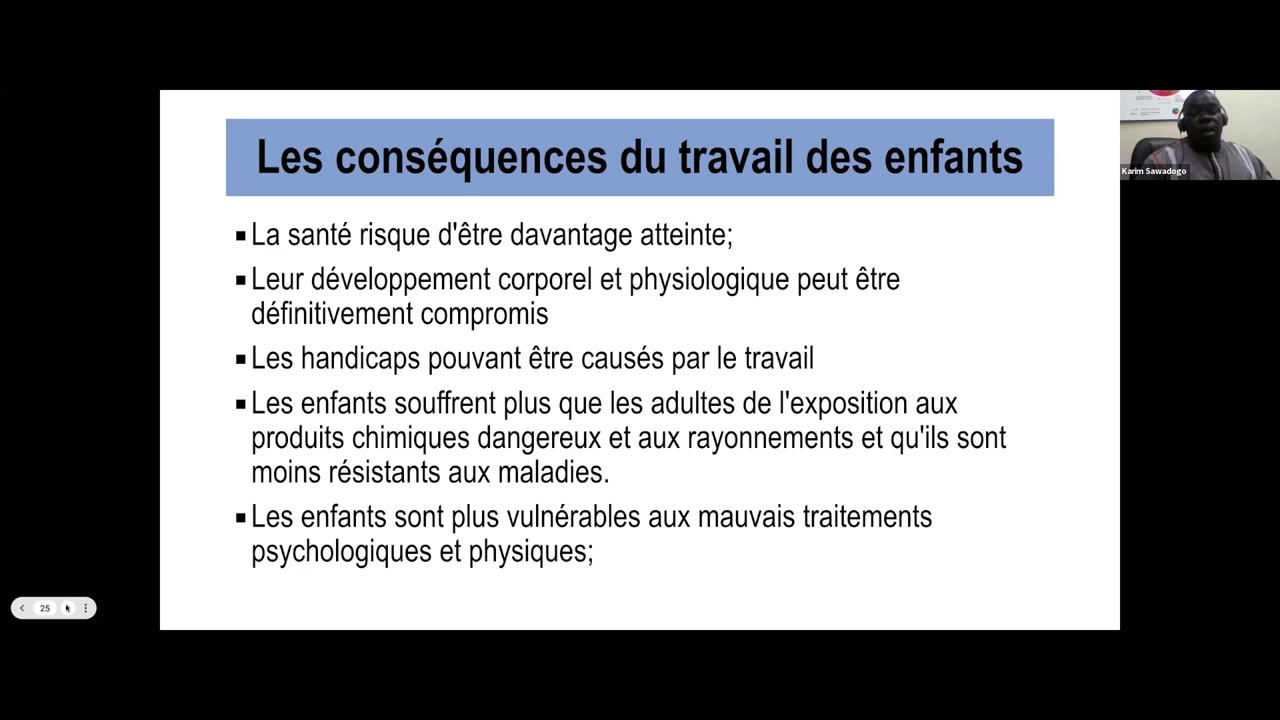 Les conséquences du travail des enfants
▪La santé risque d'être davantage atteinte;
▪Leur développement corporel et physiologique peut être
définitivement compromis
▪Les handicaps pouvant être causés par le travail
▪Les enfants souffrent plus que les adultes de l'exposition aux
produits chimiques dangereux et aux rayonnements et qu'ils sont
moins résistants aux maladies.
▪Les enfants sont plus vulnérables aux mauvais traitements
psychologiques et physiques;
Karim Sawadogo
25